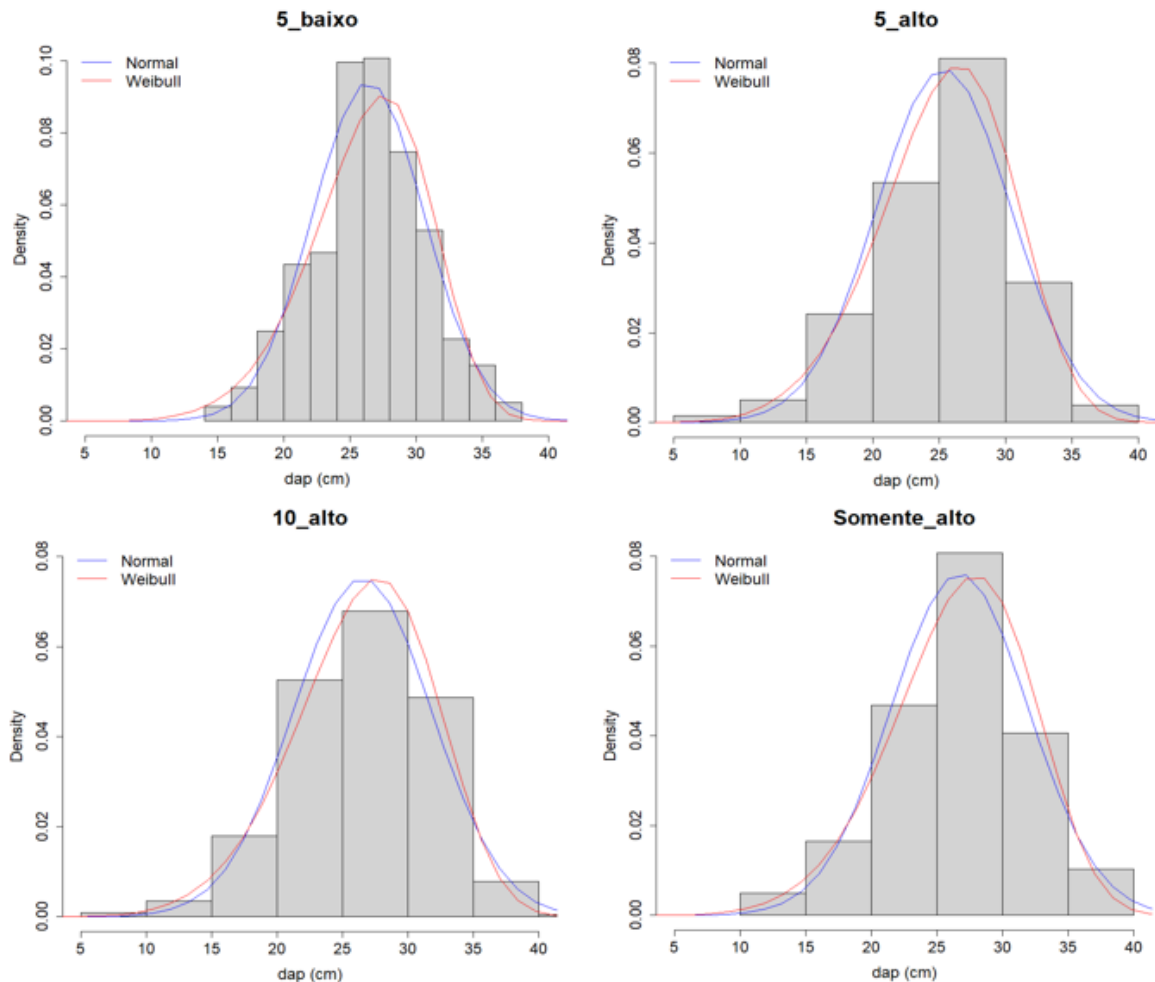 5_baixo
Normal
Weibull
Density
0.00 0.02 0.04 0.06 0.08 0.10
5 10 15 20 25 30 35 40
dap (cm)
5_alto
Normal
Weibull
Density
0.00 0.02 0.04 0.06 0.08
5 10 15 20 25 30 35 40
dap (cm)
10_alto
Normal
Weibull
Density
0.00 0.02 0.04 0.06 0.08
5 10 15 20 25 30 35 40
dap (cm)
Somente_alto
Normal
Weibull
Density
0.00 0.02 0.04 0.06 0.08
5 10 15 20 25 30 35 40
dap (cm)